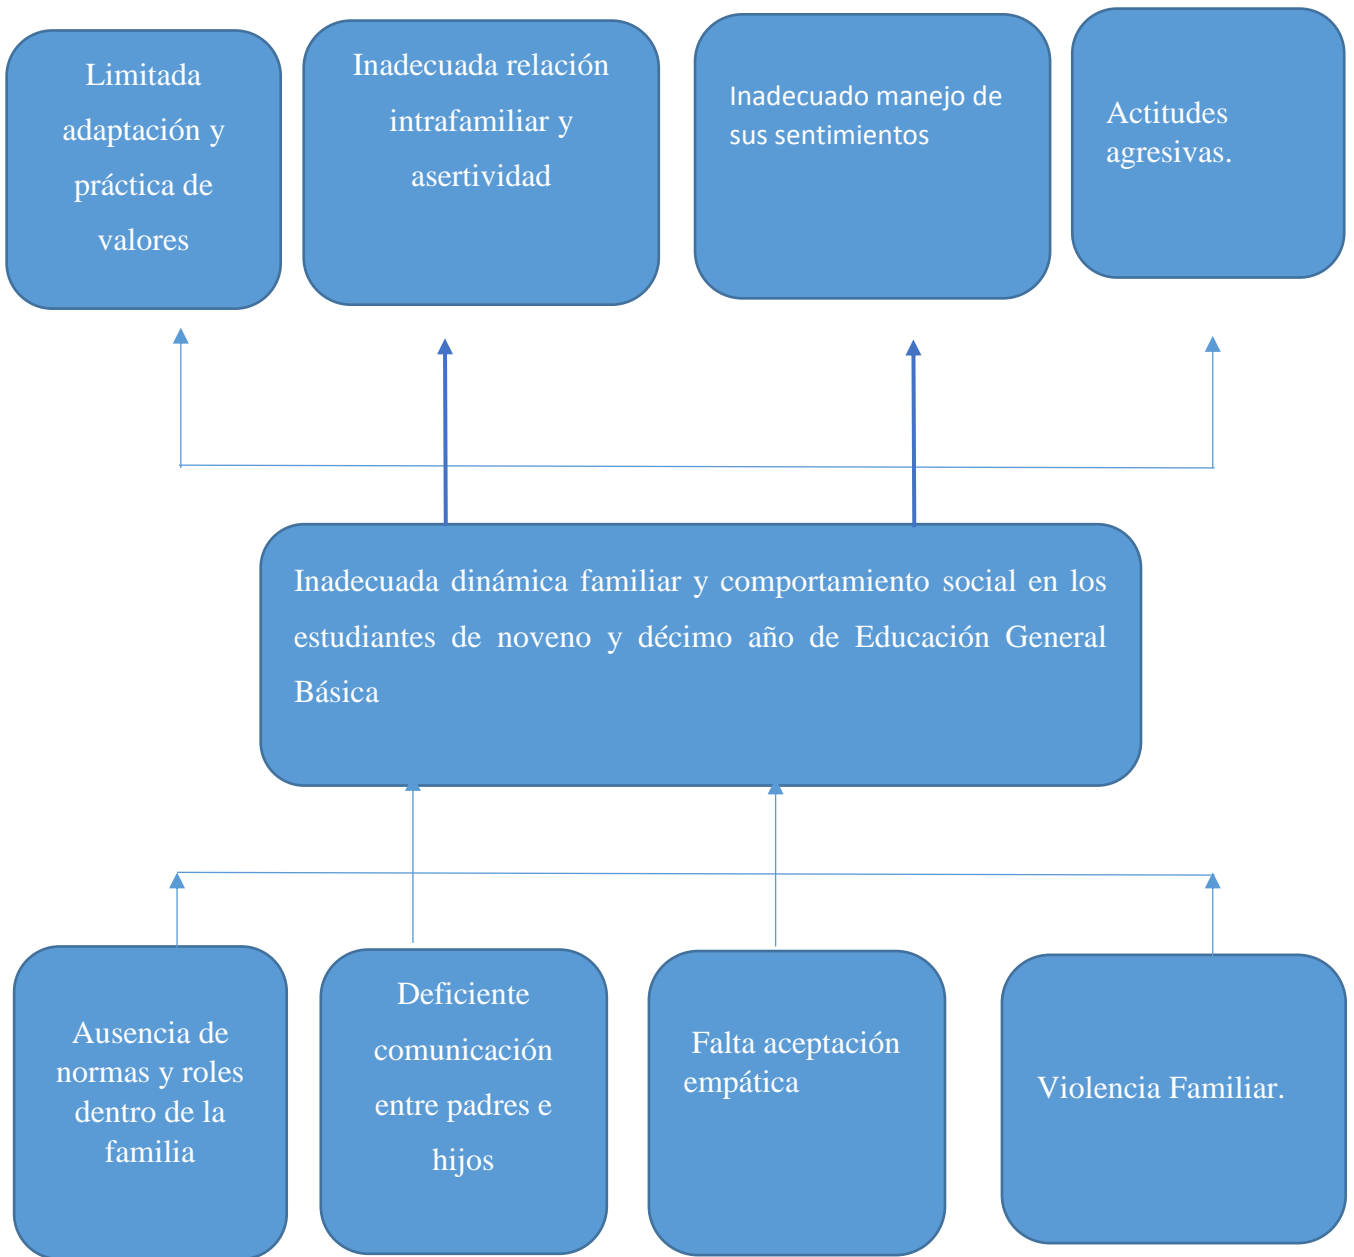 Limitada
adaptación y
práctica de
valores
Inadecuada relación
intrafamiliar y
asertividad
Inadecuado manejo de
sus sentimientos
Actitudes
agresivas.
Inadecuada dinámica familiar y comportamiento social en los
estudiantes de noveno y décimo año de Educación General
Básica
Ausencia de
normas y roles
dentro de la
familia
Deficiente
comunicación
entre padres e
hijos
Falta aceptación
empática
Violencia Familiar.